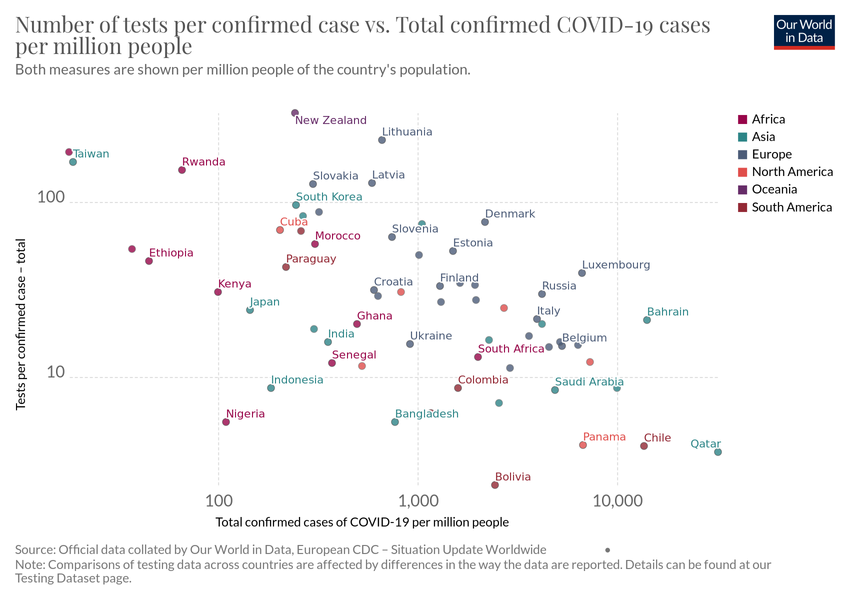 Number of tests per confirmed case vs. Total confirmed COVID-19 cases
per million people
Both measures are shown per million people of the country's population.
Our World
in Data
New Zealand
Lithuania
Taiwan
Rwanda
Slovakia
Latvia
100
South Korea
Cuba
Morocco
Slovenia
Denmark
Estonia
Ethiopia
Paraguay
Luxembourg
Kenya
Croatia
Finland
Russia
Japan
Ghana
Italy
Bahrain
India
Ukraine
Belgium
Senegal
South Africa
10
Indonesia
Colombia
Saudi Arabia
Nigeria
Bangladesh
Panama
Chile
Qatar
Bolivia
Africa
Asia
Europe
North America
Oceania
South America
Tests per confirmed case – total
100
1,000
10,000
Total confirmed cases of COVID-19 per million people
Source: Official data collated by Our World in Data, European CDC – Situation Update Worldwide
Note: Comparisons of testing data across countries are affected by differences in the way the data are reported. Details can be found at our
Testing Dataset page.